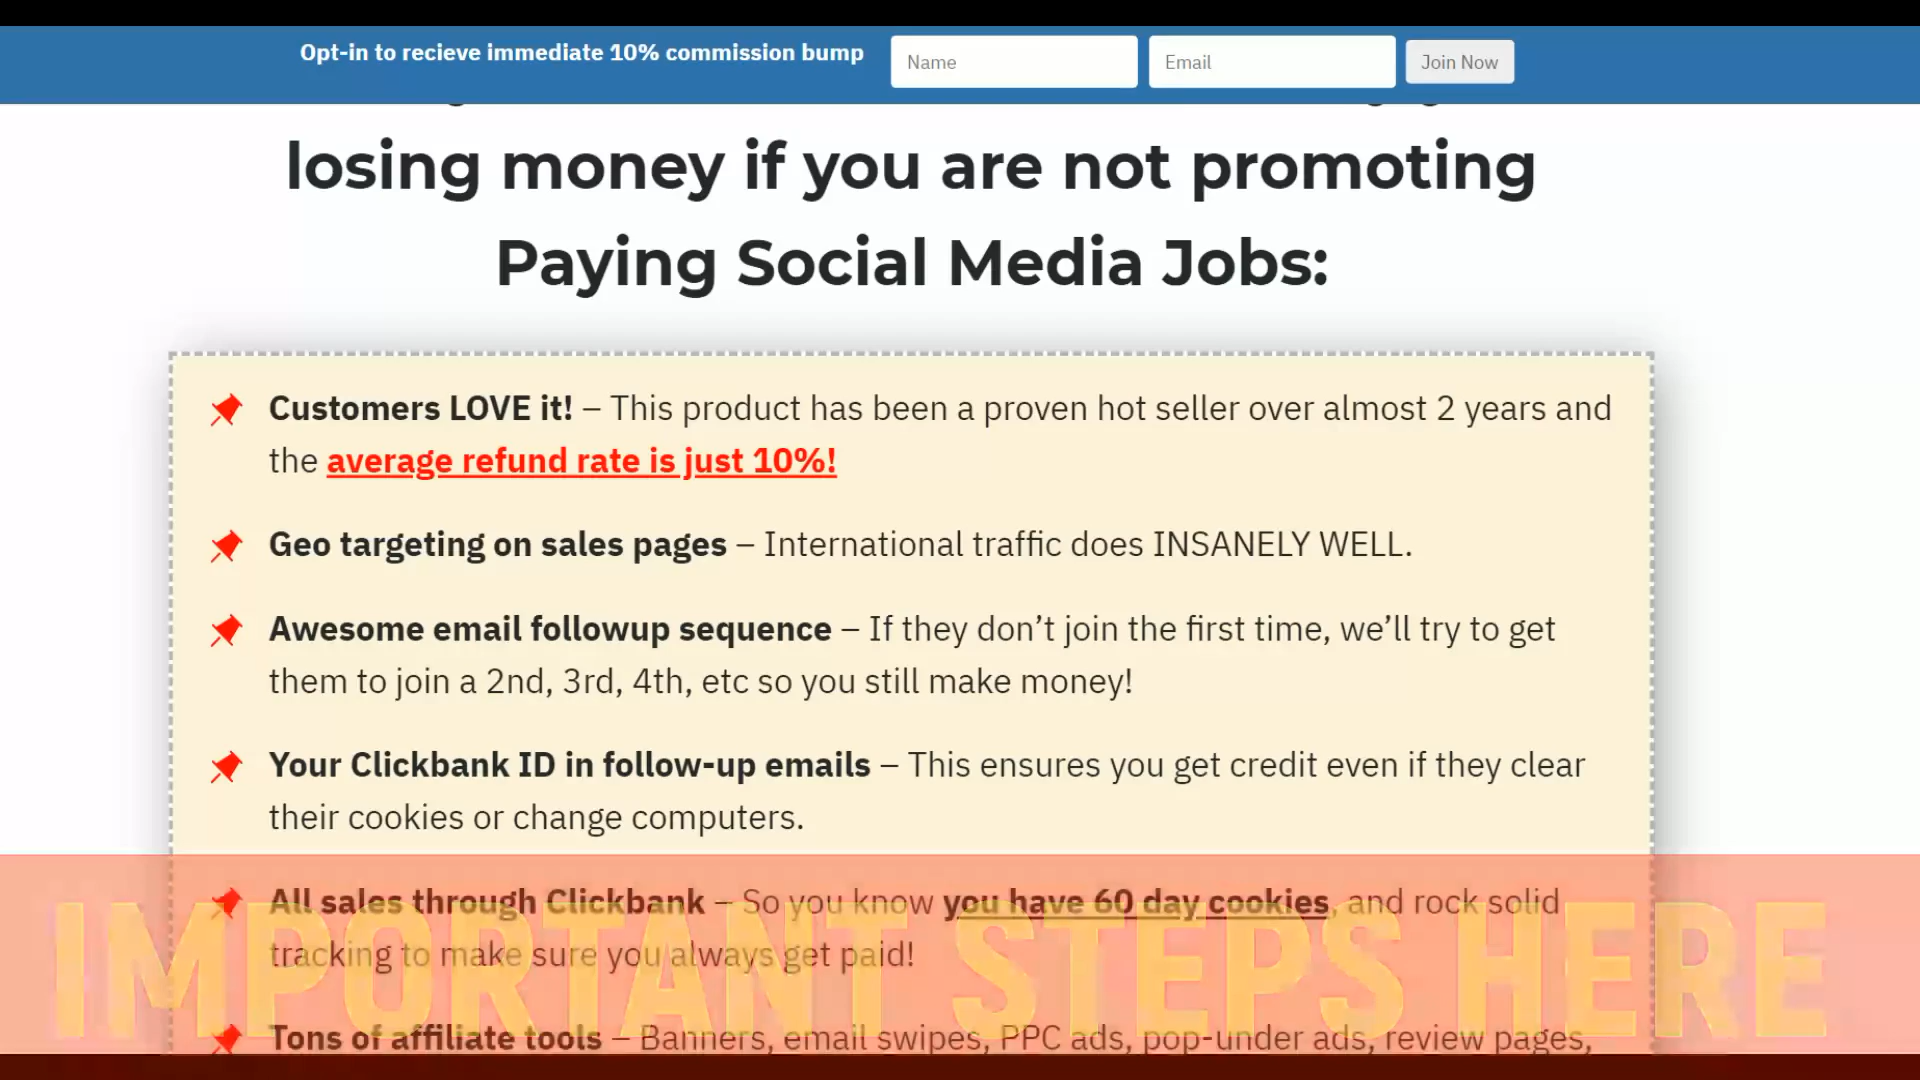 Opt-in to recieve immediate 10% commission bump
Name
Email
Join Now
losing money if you are not promoting
Paying Social Media Jobs:
Customers LOVE it! – This product has been a proven hot seller over almost 2 years and
the average refund rate is just 10%!
Geo targeting on sales pages – International traffic does INSANELY WELL.
Awesome email followup sequence – If they don’t join the first time, we’ll try to get
them to join a 2nd, 3rd, 4th, etc so you still make money!
Your Clickbank ID in follow-up emails – This ensures you get credit even if they clear
their cookies or change computers.
All sales through Clickbank – So you know you have 60 day cookies, and rock solid
tracking to make sure you always get paid!
IMPORTANT STEPS HERE
Tons of affiliate tools – Banners, email swipes, PPC ads, pop-under ads, review pages,